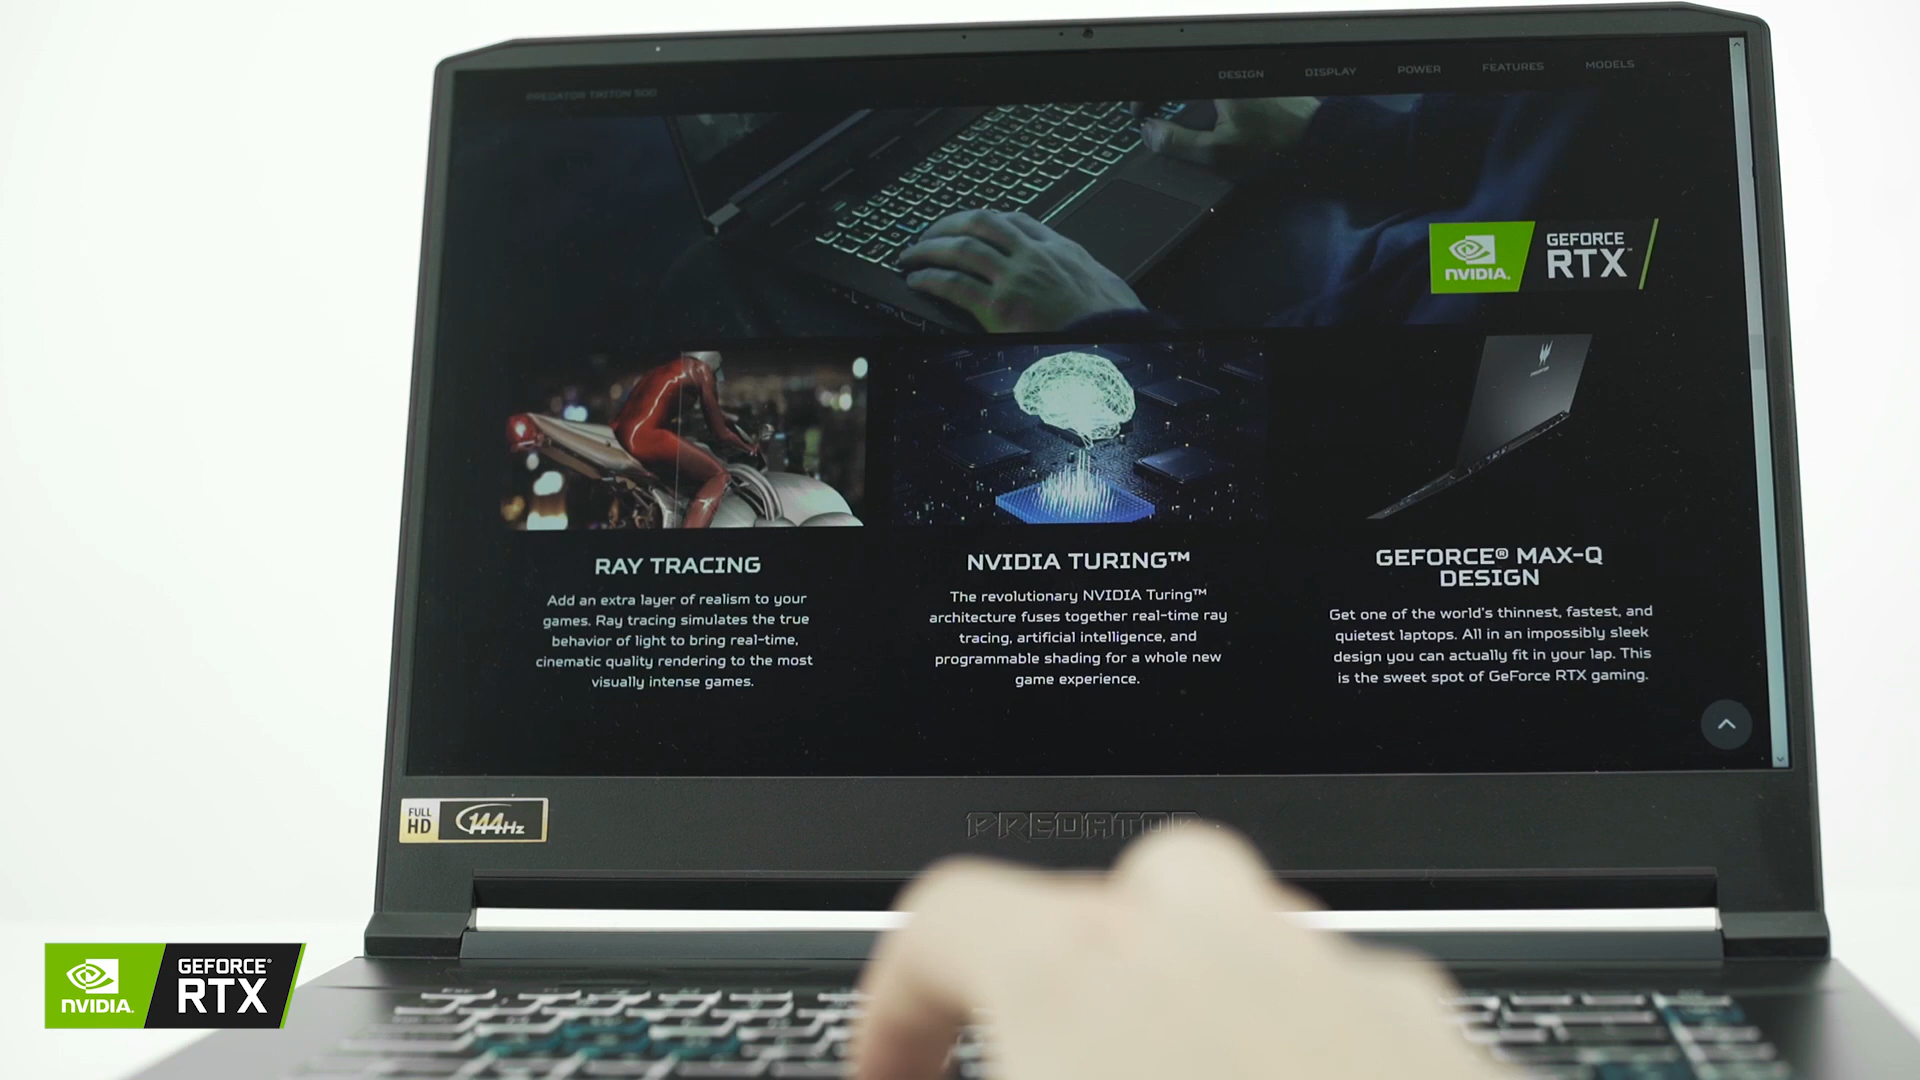 PREDATOR TRITON 500
DESIGN DISPLAY POWER FEATURES MODELS
NVIDIA.
GEFORCE
RTX™
RAY TRACING
Add an extra layer of realism to your
games. Ray tracing simulates the true
behavior of light to bring real-time,
cinematic quality rendering to the most
visually intense games.
NVIDIA TURING™
The revolutionary NVIDIA Turing™
architecture fuses together real-time ray
tracing, artificial intelligence, and
programmable shading for a whole new
game experience.
GEFORCE® MAX-Q
DESIGN
Get one of the world's thinnest, fastest, and
quietest laptops. All in an impossibly sleek
design you can actually fit in your lap. This
is the sweet spot of GeForce RTX gaming.
FULL
HD
144Hz
PREDATOR
NVIDIA.
GEFORCE®
RTX